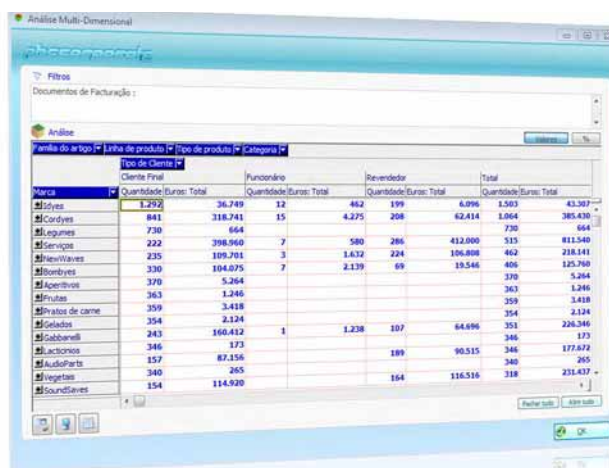 Análise Multi-Dimensional
Filtros
Documentos de Facturação :
Análise
Valores %
Família do artigo Linha de produto Tipo de produto Categoria
Tipo de Cliente
Cliente Final Funcionário Revendedor Total
Marca Quantidade Euros: Total Quantidade Euros: Total Quantidade Euros: Total Quantidade Euros: Total
Idyes 1.292 36.749 12 462 199 6.096 1.503 43.307
Cordyes 841 318.741 15 4.275 208 62.414 1.064 385.430
Legumes 730 664 730 664
Serviços 222 398.960 7 580 286 412.000 515 811.540
NewWaves 235 109.701 3 1.632 224 106.808 462 218.141
Bombyes 330 104.075 7 2.139 69 19.546 406 125.760
Aperitivos 370 5.264 370 5.264
Frutas 363 1.246 363 1.246
Pratos de carne 359 3.418 359 3.418
Gelados 354 2.124 354 2.124
Gabbanelli 243 160.412 1 1.238 107 64.696 351 226.346
Lacticinios 346 173 346 173
AudioParts 157 87.156 189 90.515 346 177.672
Vegetais 340 265 340 265
SoundSaves 154 114.920 164 116.516 318 231.437
Fechar tudo Abrir tudo
OK